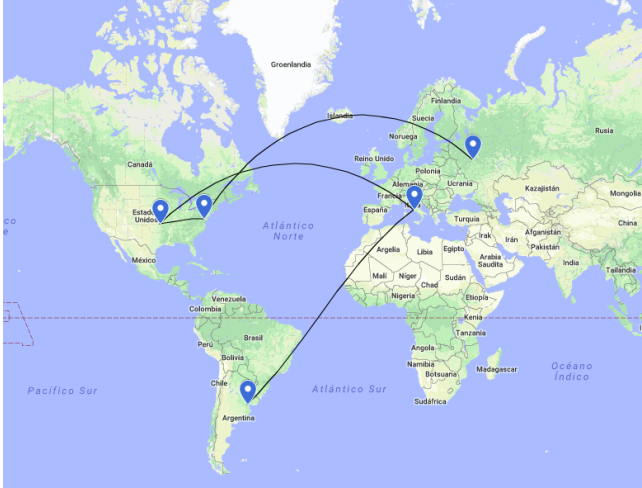 Groenlandia
Islandia
Finlandia
Suecia
Noruega
Rusia
Canadá
Reino Unido
Polonia
Alemania
Ucrania
Kazajistán
Mongolia
Francia
Estados
Unidos
España
Turquía
Afganistán
China
Atlántico
Norte
Irak
Irán
Pakistán
México
Argelia
Libia
Egipto
Arabia
Saudita
India
Tailandia
Malí
Níger
Chad
Sudán
Venezuela
Nigeria
Etiopía
Colombia
Kenia
Tanzania
Perú
Brasil
Angola
Bolivia
Namibia
Madagascar
Botsuana
Océano
Índico
Chile
Pacífico Sur
Atlántico Sur
Sudáfrica
Argentina